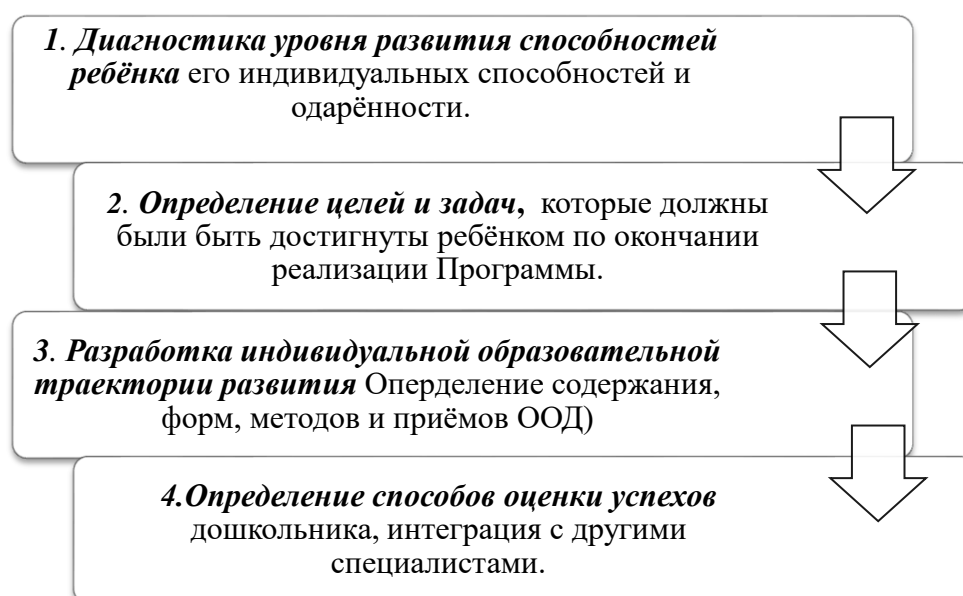 1. Диагностика уровня развития способностей
ребёнка его индивидуальных способностей и
одарённости.
2. Определение целей и задач, которые должны
были быть достигнуты ребёнком по окончании
реализации Программы.
3. Разработка индивидуальной образовательной
траектории развития Оперделение содержания,
форм, методов и приёмов ООД)
4.Определение способов оценки успехов
дошкольника, интеграция с другими
специалистами.